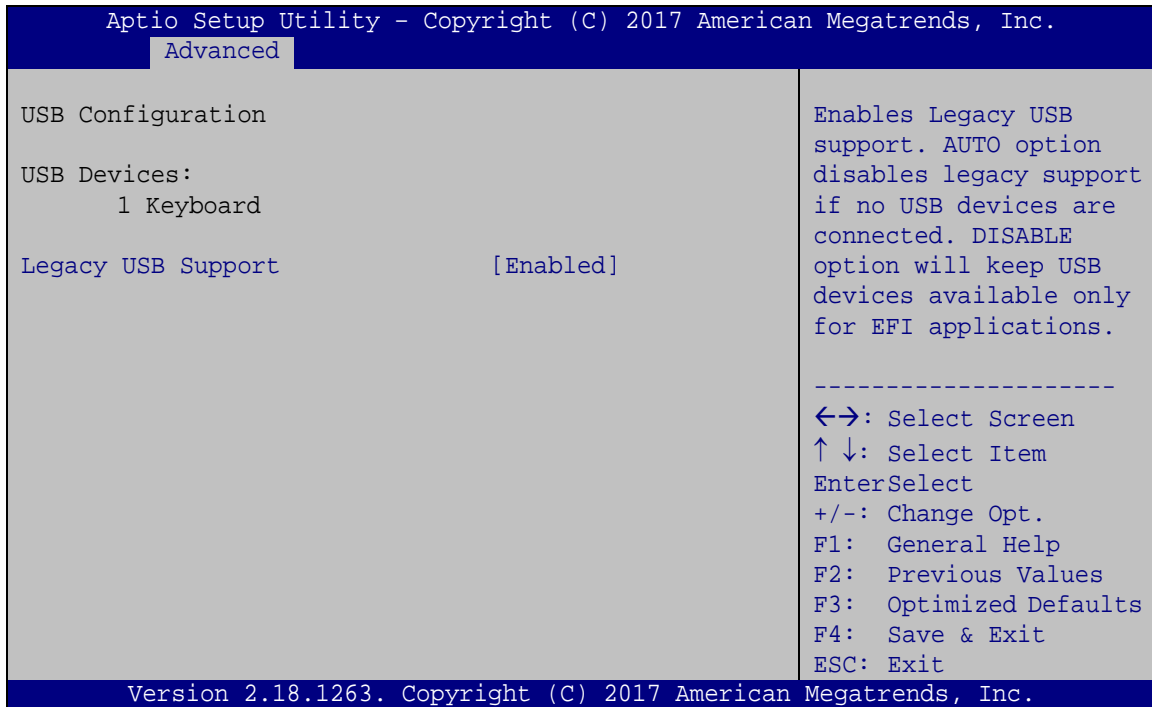 Aptio Setup Utility – Copyright (C) 2017 American Megatrends, Inc.
Advanced
USB Configuration
USB Devices:
1 Keyboard
Legacy USB Support [Enabled]
Enables Legacy USB
support. AUTO option
disables legacy support
if no USB devices are
connected. DISABLE
option will keep USB
devices available only
for EFI applications.
---------------------
←→: Select Screen
↑ ↓: Select Item
EnterSelect
+/-: Change Opt.
F1: General Help
F2: Previous Values
F3: Optimized Defaults
F4: Save & Exit
ESC: Exit
Version 2.18.1263. Copyright (C) 2017 American Megatrends, Inc.